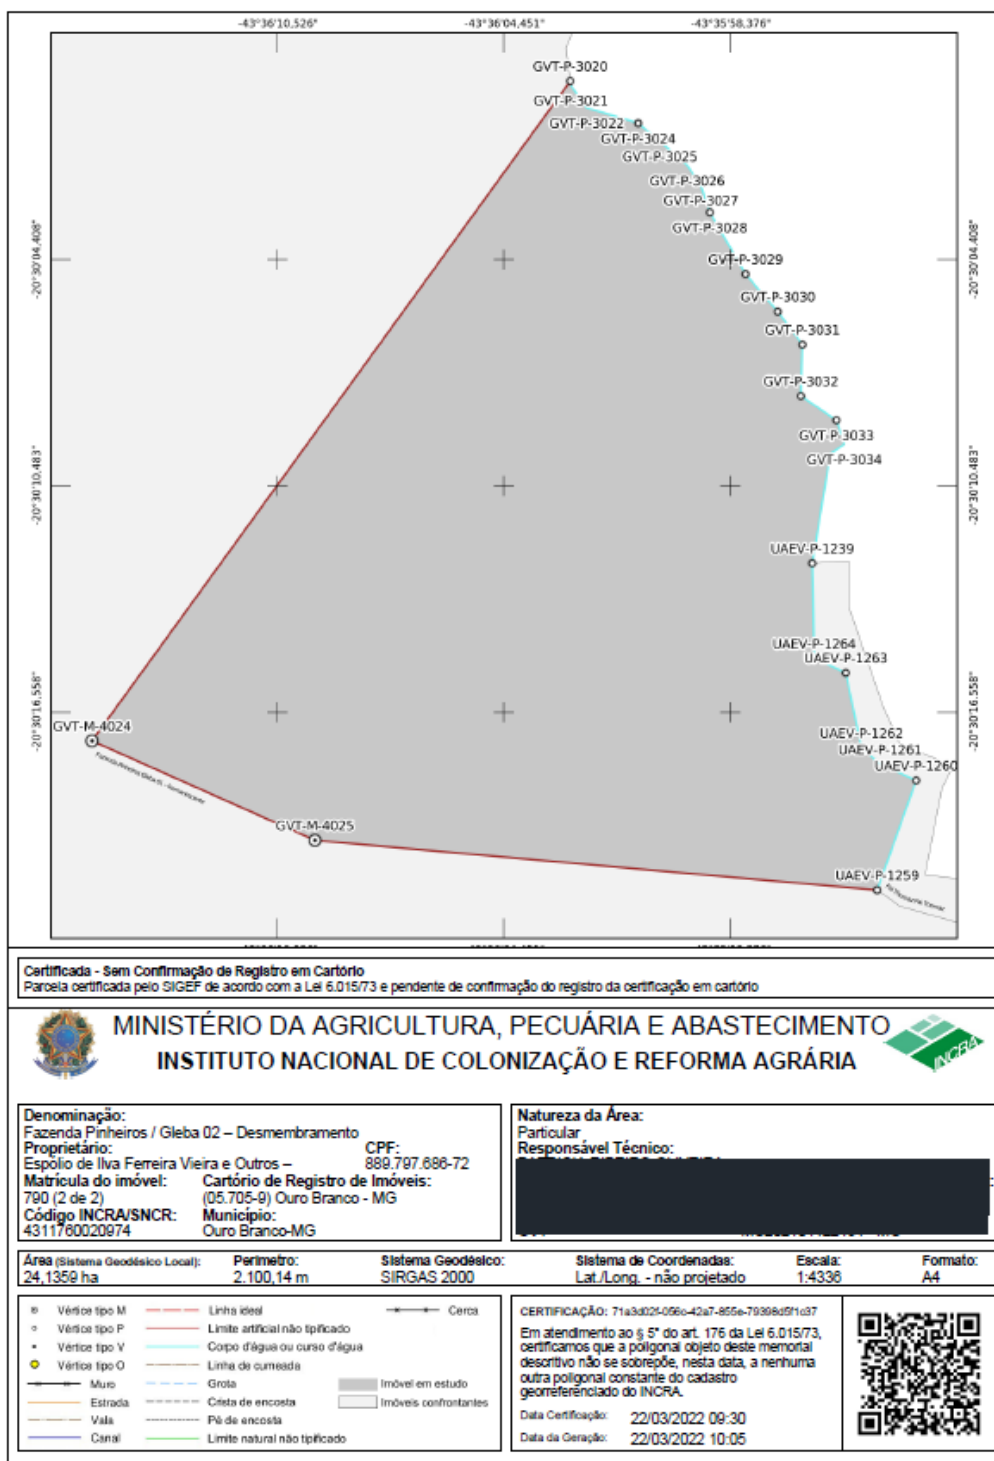 -43°36'10,526"
-43°36'04,451"
-43°35'58,376"
GVT-P-3020
GVT-P-3021
GVT-P-3022
GVT-P-3024
GVT-P-3025
GVT-P-3026
GVT-P-3027
GVT-P-3028
-20°30'04,408"
-20°30'04,408"
GVT-P-3029
GVT-P-3030
GVT-P-3031
GVT-P-3032
GVT-P-3033
GVT-P-3034
-20°30'10,483"
-20°30'10,483"
UAEV-P-1239
UAEV-P-1264
UAEV-P-1263
-20°30'16,558"
-20°30'16,558"
GVT-M-4024
UAEV-P-1262
UAEV-P-1261
UAEV-P-1260
GVT-M-4025
UAEV-P-1259
Certificada - Sem Confirmação de Registro em Cartório
Parcela certificada pelo SIGEF de acordo com a Lei 6.015/73 e pendente de confirmação do registro da certificação em cartório
MINISTÉRIO DA AGRICULTURA, PECUÁRIA E ABASTECIMENTO
INSTITUTO NACIONAL DE COLONIZAÇÃO E REFORMA AGRÁRIA
INCRA
Denominação:
Fazenda Pinheiros / Gleba 02 – Desmembramento
Proprietário: CPF:
Espólio de Ilva Ferreira Vieira e Outros – 889.797.686-72
Matrícula do imóvel: Cartório de Registro de Imóveis:
790 (2 de 2) (05.705-9) Ouro Branco - MG
Código INCRA/SNCR: Município:
4311760020974 Ouro Branco-MG
Natureza da Área:
Particular
Responsável Técnico:
Área (Sistema Geodésico Local): Perímetro: Sistema Geodésico: Sistema de Coordenadas: Escala: Formato:
24,1359 ha 2.100,14 m SIRGAS 2000 Lat./Long. - não projetado 1:4336 A4
Vértice tipo M Linha ideal Cerca
Vértice tipo P Limite artificial não tipificado
Vértice tipo V Corpo d'água ou curso d'água
Vértice tipo O Linha de cumeada
Muro Grota Imóvel em estudo
Estrada Crista de encosta Imóveis confrontantes
Vala Pé de encosta
Canal Limite natural não tipificado
CERTIFICAÇÃO: 71a3d02f-056c-42a7-855e-79398d5f1c37
Em atendimento ao § 5° do art. 176 da Lei 6.015/73,
certificamos que a poligonal objeto deste memorial
descritivo não se sobrepõe, nesta data, a nenhuma
outra poligonal constante do cadastro
georreferenciado do INCRA.
Data Certificação: 22/03/2022 09:30
Data da Geração: 22/03/2022 10:05